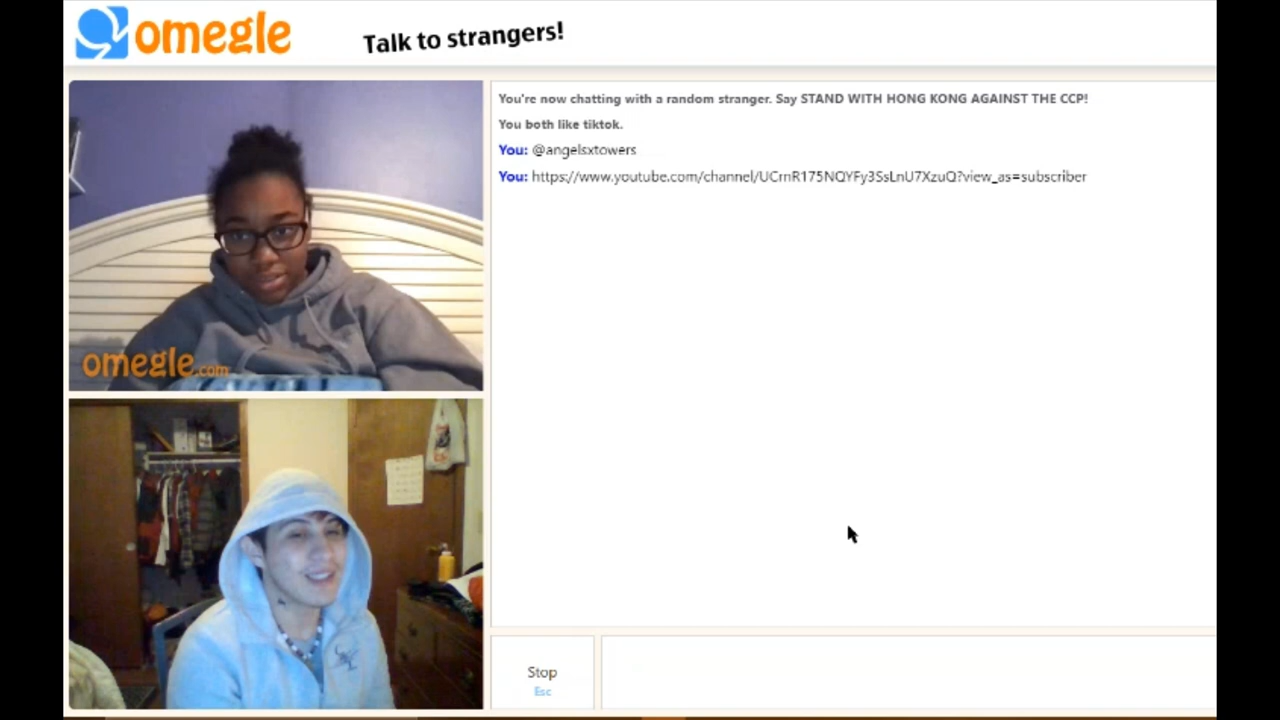 omegle
Talk to strangers!
You're now chatting with a random stranger. Say STAND WITH HONG KONG AGAINST THE CCP!
You both like tiktok.
You: @angelsxtowers
You: https://www.youtube.com/channel/UCrnR175NQYFy3SsLnU7XzuQ?view_as=subscriber
omegle.com
Stop
Esc